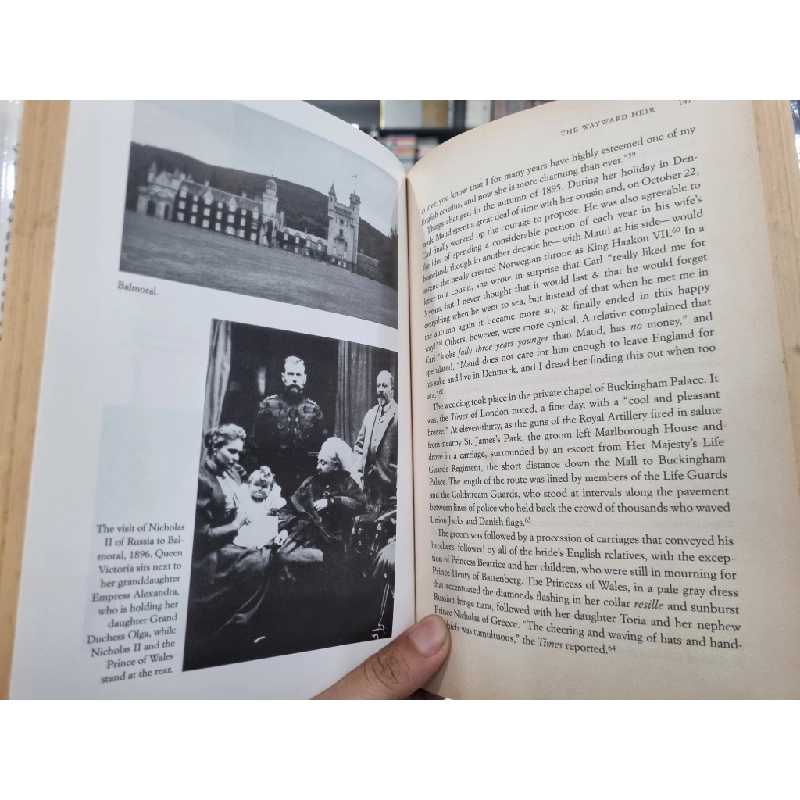 Balmoral.
The visit of Nicholas
II of Russia to Bal-
moral, 1896. Queen
Victoria sits next to
her granddaughter
Empress Alexandra,
who is holding her
daughter Grand
Duchess Olga, while
Nicholas II and the
Prince of Wales
stand at the rear.
THE WAYWARD HEIR
you know that I for many years have highly esteemed one of my
English cousins, and now she is more charming than ever."59
Things changed in the autumn of 1895. During her holiday in Den-
mark, Maud spent a great deal of time with her cousin and, on October 22,
Carl finally worked up the courage to propose. He was also agreeable to
the idea of spending a considerable portion of each year in his wife's
homeland, though in another decade he—with Maud at his side—would
the newly created Norwegian throne as King Haakon VII.60 In a
letter to a cousin, she wrote in surprise that Carl "really liked me for
3 years, but I never thought that it would last & that he would forget
everything when he went to sea, but instead of that when he met me in
the autumn again it became more so, & finally ended in this happy
way!"61 Others, however, were more cynical. A relative complained that
Carl "looks fully three years younger than Maud, has no money," and
speculated, "Maud does not care for him enough to leave England for
his sake and live in Denmark, and I dread her finding this out when too
The wedding took place in the private chapel of Buckingham Palace. It
was, the Times of London noted, a fine day, with a "cool and pleasant
breeze." At eleven-thirty, as the guns of the Royal Artillery fired in salute
from nearby St. James's Park, the groom left Marlborough House and
drove in a carriage, surrounded by an escort from Her Majesty's Life
Guards Regiment, the short distance down the Mall to Buckingham
Palace. The length of the route was lined by members of the Life Guards
and the Coldstream Guards, who stood at intervals along the pavement
between lines of police who held back the crowd of thousands who waved
Union Jacks and Danish flags.63
The groom was followed by a procession of carriages that conveyed his
brothers, followed by all of the bride's English relatives, with the excep-
tion of Princess Beatrice and her children, who were still in mourning for
Prince Henry of Battenberg. The Princess of Wales, in a pale gray dress
that accentuated the diamonds flashing in her collar resille and sunburst
Russian fringe tiara, followed with her daughter Toria and her nephew
Prince Nicholas of Greece. "The cheering and waving of hats and hand-
kerchiefs was tumultuous," the Times reported.64